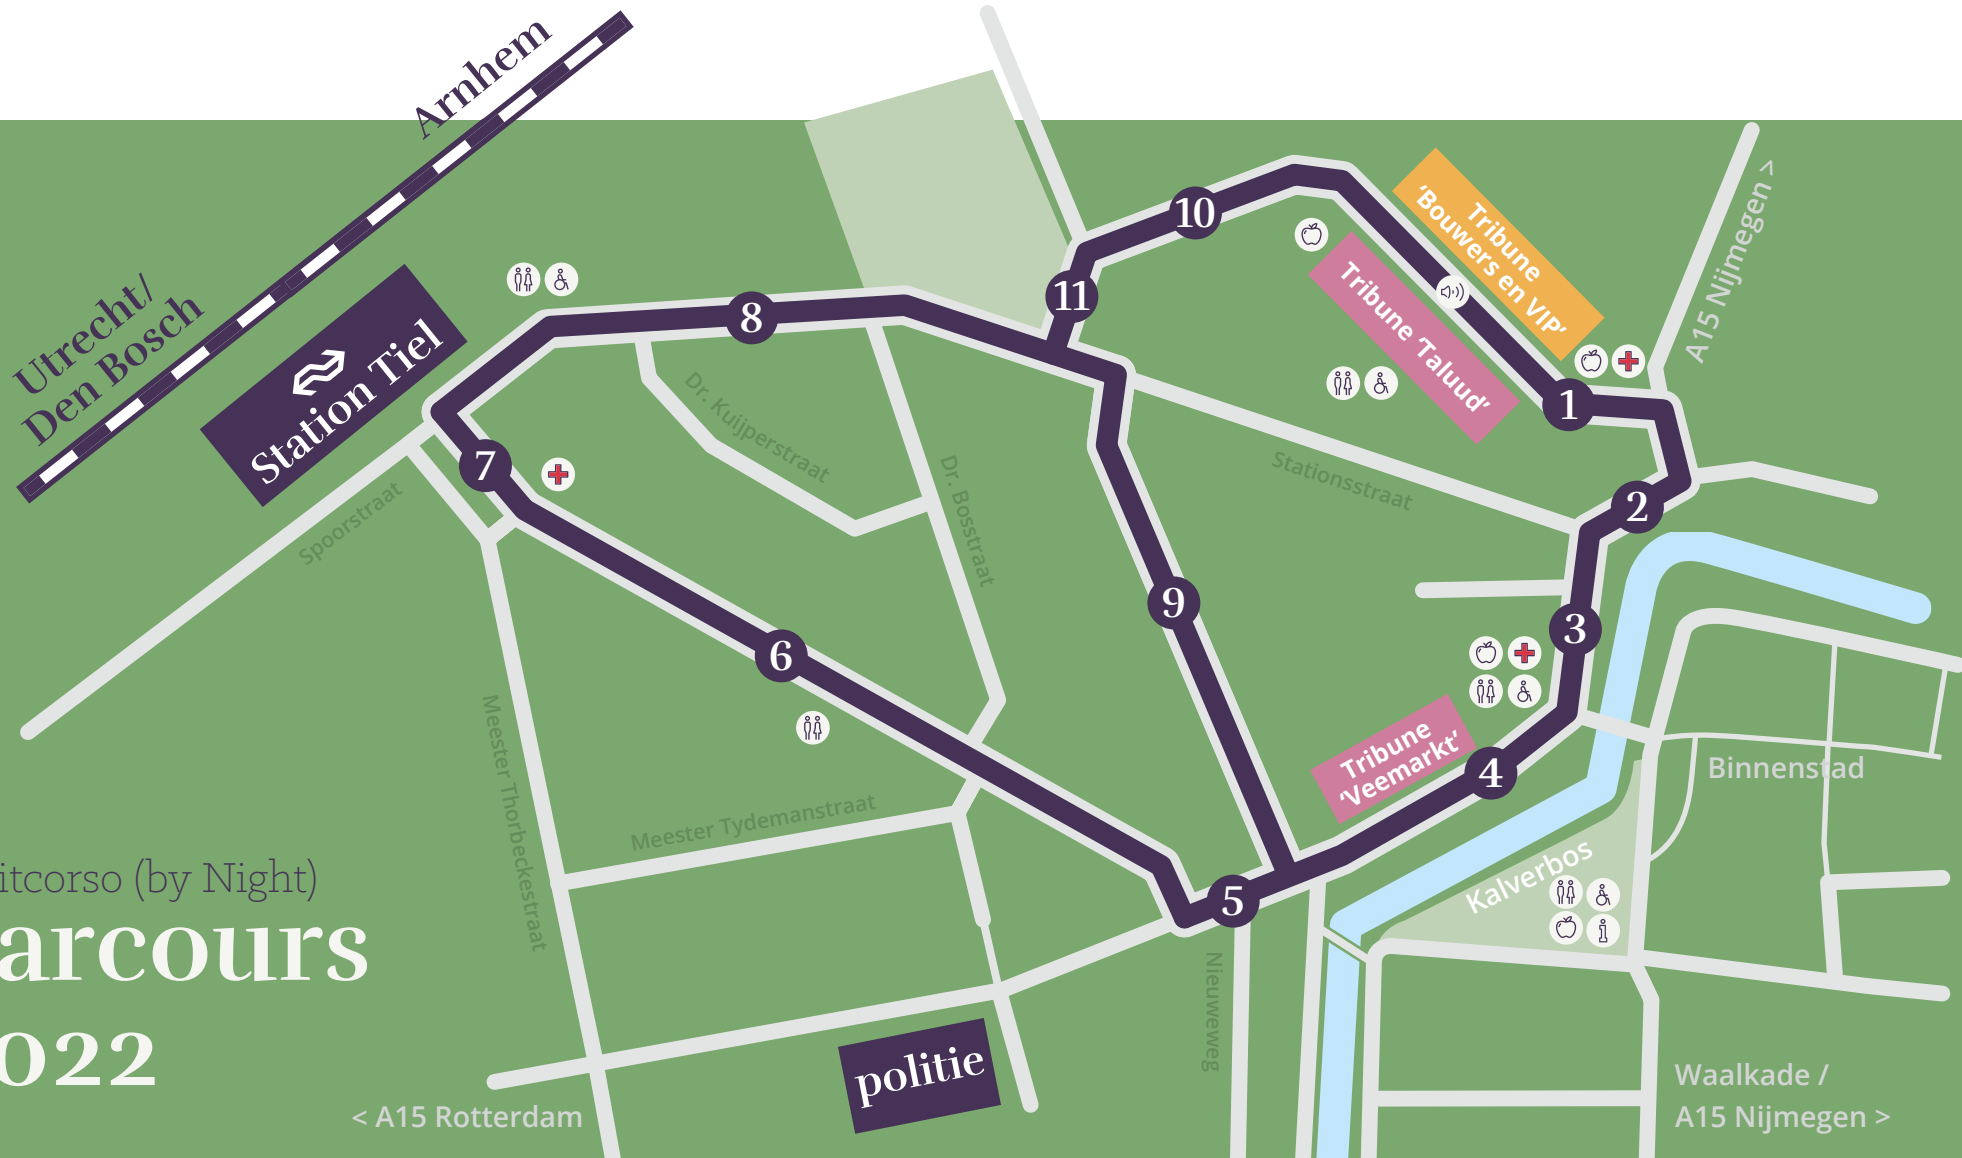 Arnhem
Utrecht/
Den Bosch
Station Tiel
8
10
11
Tribune
‘Bouwers en VIP’
Tribune ‘Taluud’
A15 Nijmegen >
1
2
7
Dr. Kuijperstraat
Dr. Bosstraat
Stationsstraat
Spoorstraat
9
3
6
Tribune
‘Veemarkt’
4
Binnenstad
Meester Thorbeckestraat
Meester Tydemanstraat
5
Kalverbos
itcorso (by Night)
arcours
022
Nieuweweg
politie
< A15 Rotterdam
Waalkade /
A15 Nijmegen >